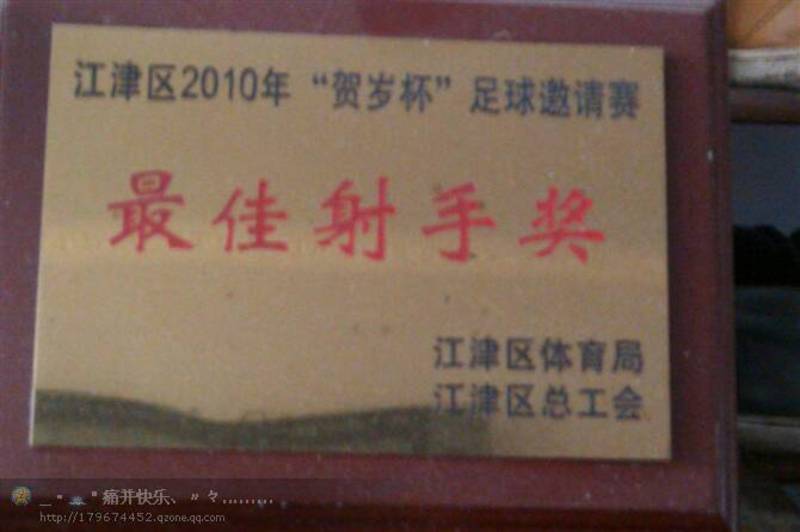 江津区2010年“贺岁杯”足球邀请赛
最佳射手奖
江津区体育局
江津区总工会
痛并快乐、〃々………
http://179674452.qzone.qq.com